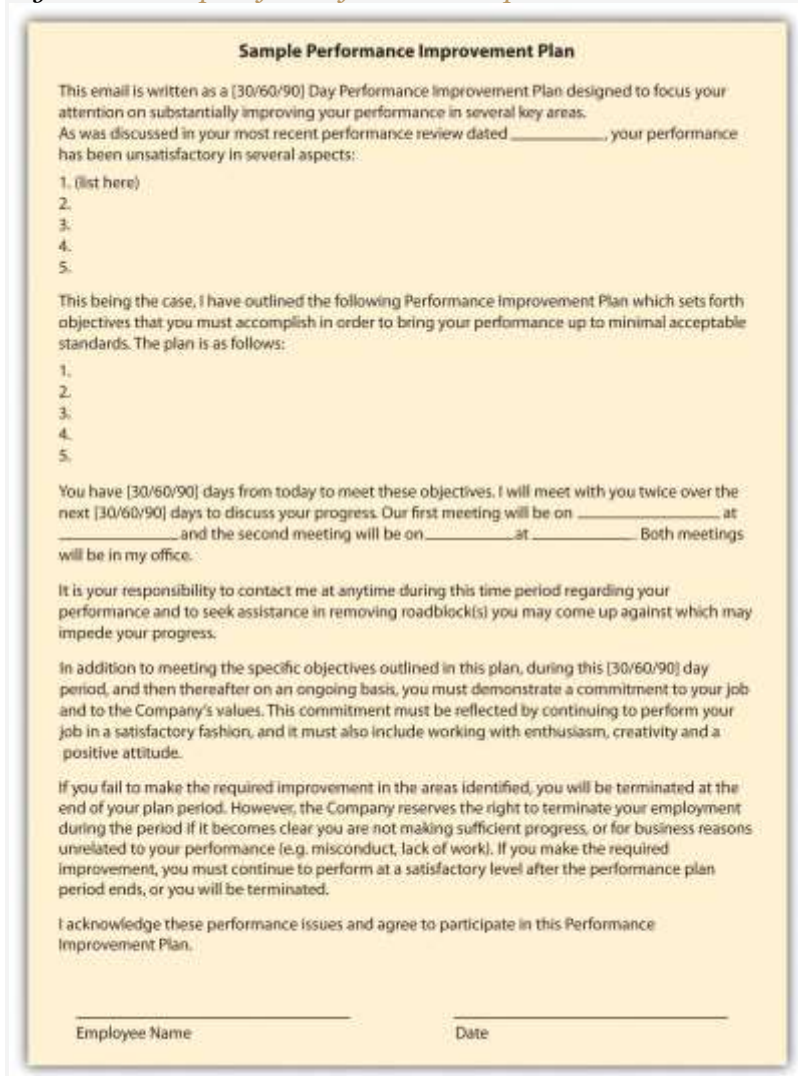 Sample Performance Improvement Plan
This email is written as a [30/60/90] Day Performance Improvement Plan designed to focus your
attention on substantially improving your performance in several key areas.
As was discussed in your most recent performance review dated ___________, your performance
has been unsatisfactory in several aspects:
1. (list here)
2.
3.
4.
5.
This being the case, I have outlined the following Performance Improvement Plan which sets forth
objectives that you must accomplish in order to bring your performance up to minimal acceptable
standards. The plan is as follows:
1.
2.
3.
4.
5.
You have [30/60/90] days from today to meet these objectives. I will meet with you twice over the
next [30/60/90] days to discuss your progress. Our first meeting will be on ________________ at
______________ and the second meeting will be on __________ at ____________. Both meetings
will be in my office.
It is your responsibility to contact me at anytime during this time period regarding your
performance and to seek assistance in removing roadblock(s) you may come up against which may
impede your progress.
In addition to meeting the specific objectives outlined in this plan, during this [30/60/90] day
period, and then thereafter on an ongoing basis, you must demonstrate a commitment to your job
and to the Company's values. This commitment must be reflected by continuing to perform your
job in a satisfactory fashion, and it must also include working with enthusiasm, creativity and a
positive attitude.
If you fail to make the required improvement in the areas identified, you will be terminated at the
end of your plan period. However, the Company reserves the right to terminate your employment
during the period if it becomes clear you are not making sufficient progress, or for business reasons
unrelated to your performance (e.g. misconduct, lack of work). If you make the required
improvement, you must continue to perform at a satisfactory level after the performance plan
period ends, or you will be terminated.
I acknowledge these performance issues and agree to participate in this Performance
Improvement Plan.
Employee Name
Date